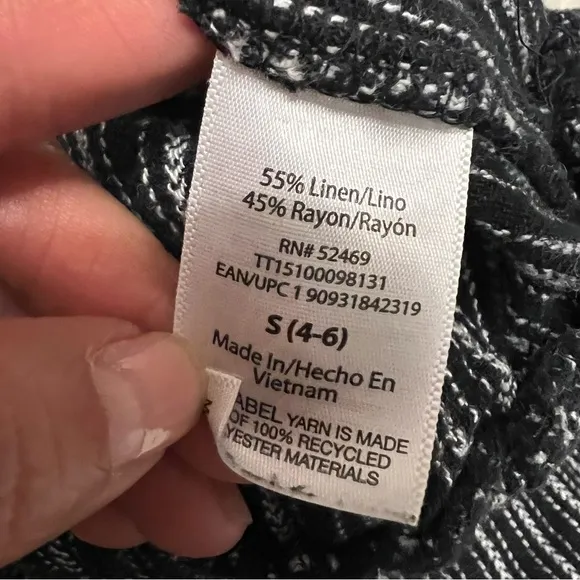 55% Linen/Lino
45% Rayon/Rayón
RN# 52469
TT15100098131
EAN/UPC 1 90931842319
S (4-6)
Made In/Hecho En
Vietnam
ABEL YARN IS MADE
OF 100% RECYCLED
YESTER MATERIALS